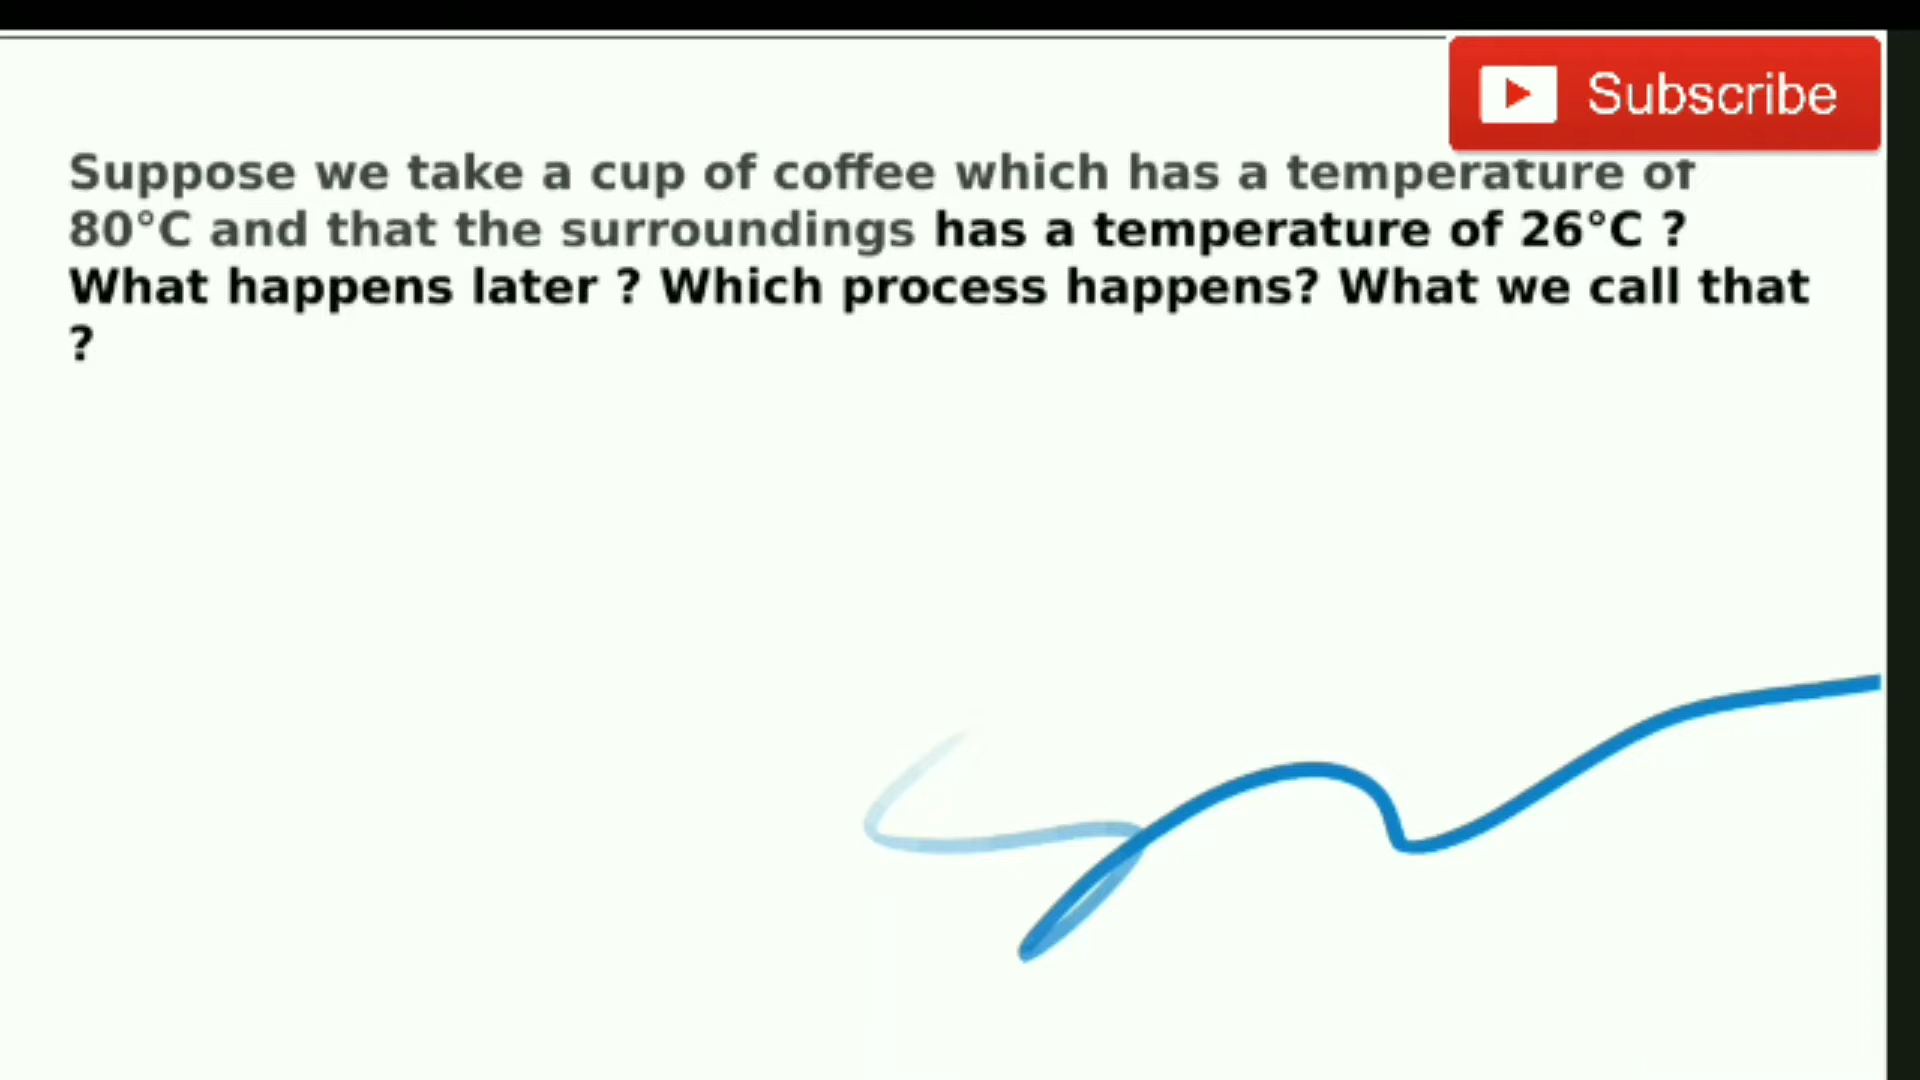 Subscribe
Suppose we take a cup of coffee which has a temperature of
80°C and that the surroundings has a temperature of 26°C ?
What happens later ? Which process happens? What we call that
?